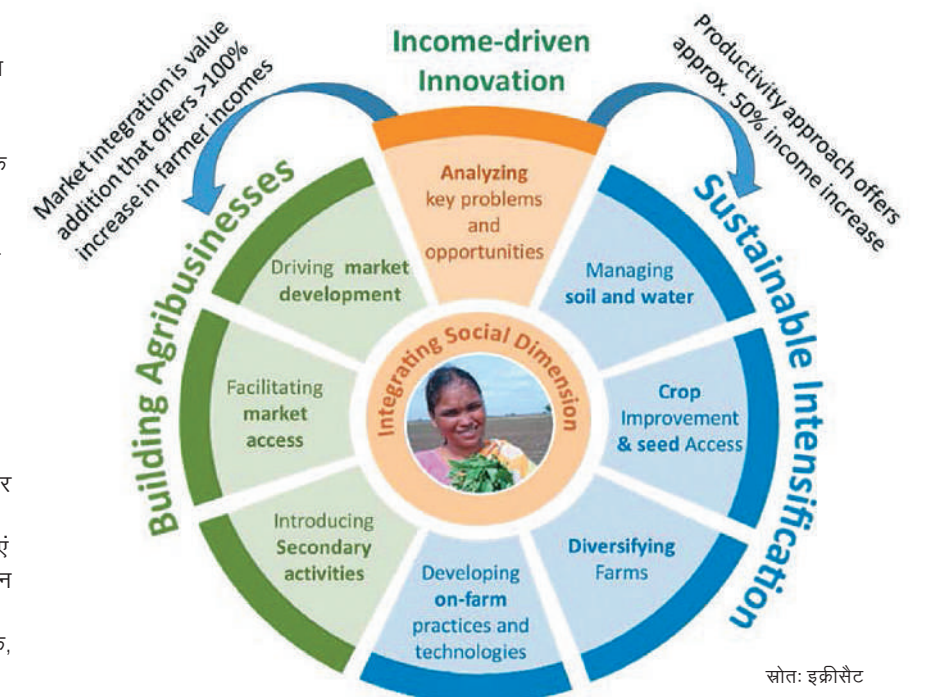 Income-driven
Innovation
Market integration is value
addition that offers >100%
increase in farmer incomes
Productivity approach offers
approx. 50% income increase
Building Agribusinesses
Sustainable Intensification
Analyzing
key problems
and
opportunities
Managing
soil and water
Crop
Improvement
& seed Access
Diversifying
Farms
Developing
on-farm
practices and
technologies
Introducing
Secondary
activities
Facilitating
market
access
Driving market
development
Integrating Social Dimension
स्रोतः इक्रीसैट